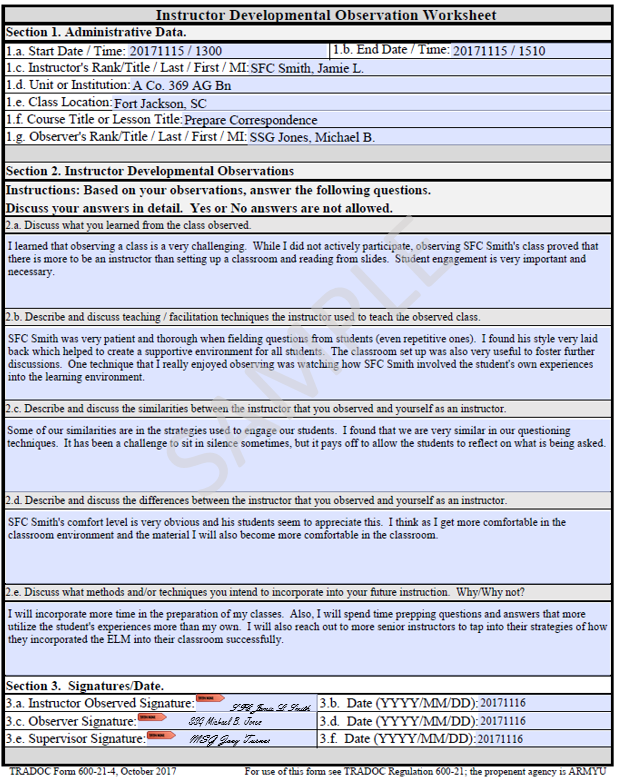 Instructor Developmental Observation Worksheet
Section 1. Administrative Data.
1.a. Start Date / Time: 20171115 / 1300 1.b. End Date / Time: 20171115 / 1510
1.c. Instructor's Rank/Title / Last / First / MI: SFC Smith, Jamie L.
1.d. Unit or Institution: A Co. 369 AG Bn
1.e. Class Location: Fort Jackson, SC
1.f. Course Title or Lesson Title: Prepare Correspondence
1.g. Observer's Rank/Title / Last / First / MI: SSG Jones, Michael B.
Section 2. Instructor Developmental Observations
Instructions: Based on your observations, answer the following questions.
Discuss your answers in detail. Yes or No answers are not allowed.
2.a. Discuss what you learned from the class observed.
I learned that observing a class is a very challenging. While I did not actively participate, observing SFC Smith's class proved that
there is more to be an instructor than setting up a classroom and reading from slides. Student engagement is very important and
necessary.
2.b. Describe and discuss teaching / facilitation techniques the instructor used to teach the observed class.
SFC Smith was very patient and thorough when fielding questions from students (even repetitive ones). I found his style very laid
back which helped to create a supportive environment for all students. The classroom set up was also very useful to foster further
discussions. One technique that I really enjoyed observing was watching how SFC Smith involved the student's own experiences
into the learning environment.
2.c. Describe and discuss the similarities between the instructor that you observed and yourself as an instructor.
Some of our similarities are in the strategies used to engage our students. I found that we are very similar in our questioning
techniques. It has been a challenge to sit in silence sometimes, but it pays off to allow the students to reflect on what is being asked.
2.d. Describe and discuss the differences between the instructor that you observed and yourself as an instructor.
SFC Smith's comfort level is very obvious and his students seem to appreciate this. I think as I get more comfortable in the
classroom environment and the material I will also become more comfortable in the classroom.
2.e. Discuss what methods and/or techniques you intend to incorporate into your future instruction. Why/Why not?
I will incorporate more time in the preparation of my classes. Also, I will spend time prepping questions and answers that more
utilize the student's experiences more than my own. I will also reach out to more senior instructors to tap into their strategies of how
they incorporated the ELM into their classroom successfully.
SAMPLE
Section 3. Signatures/Date.
3.a. Instructor Observed Signature: SFC Jamie L. Smith 3.b. Date (YYYY/MM/DD): 20171116
3.c. Observer Signature: SSG Michael B. Jones 3.d. Date (YYYY/MM/DD): 20171116
3.e. Supervisor Signature: MSG Joey Turner 3.f. Date (YYYY/MM/DD): 20171116
TRADOC Form 600-21-4, October 2017 For use of this form see TRADOC Regulation 600-21; the propenent agency is ARMYU